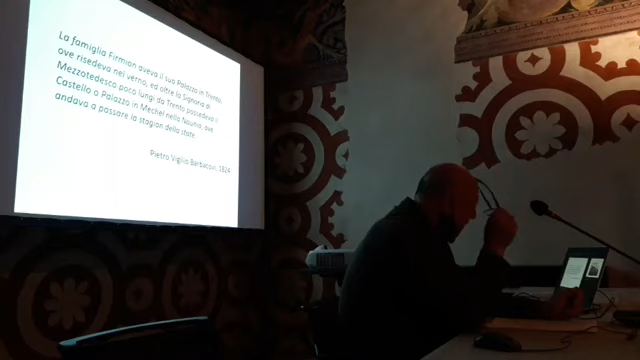 La famiglia Firmian aveva il suo Palazzo in Trento,
ove risedeva nel verno, ed oltre la Signoria di
Mezzotedesco poco lungi da Trento possedeva il
Castello o Palazzo in Mechel nella Naunia, ove
andava a passare la stagion della state.
Pietro Vigilio Barbacovi, 1824